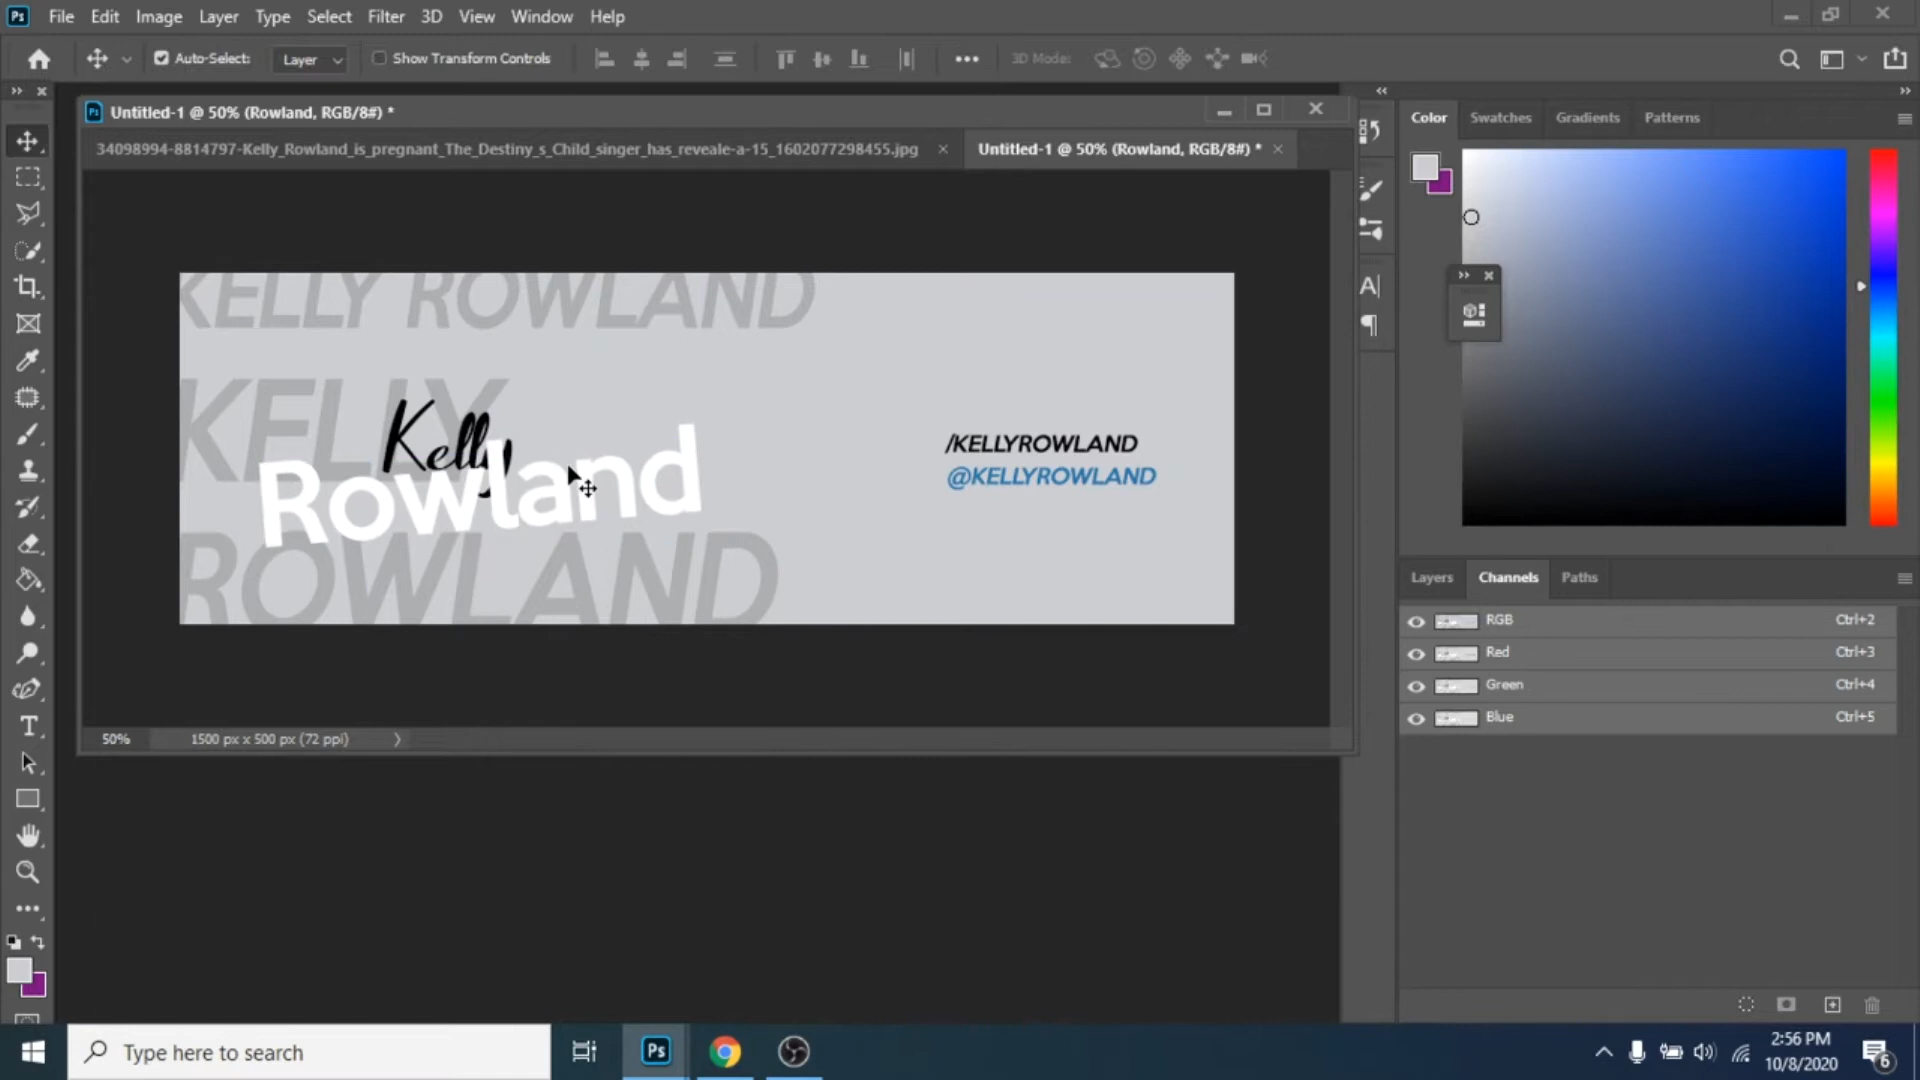 Ps File Edit Image Layer Type Select Filter 3D View Window Help
Auto-Select: Layer Show Transform Controls 3D Mode:
Ps Untitled-1 @ 50% (Rowland, RGB/8#) *
34098994-8814797-Kelly_Rowland_is_pregnant_The_Destiny_s_Child_singer_has_reveale-a-15_1602077298455.jpg Untitled-1 @ 50% (Rowland, RGB/8#) *
KELLY ROWLAND
KELLY
Kelly
Rowland
ROWLAND
/KELLYROWLAND
@KELLYROWLAND
50% 1500 px x 500 px (72 ppi)
Color Swatches Gradients Patterns
Layers Channels Paths
RGB Ctrl+2
Red Ctrl+3
Green Ctrl+4
Blue Ctrl+5
Type here to search
Ps
2:56 PM
10/8/2020
6